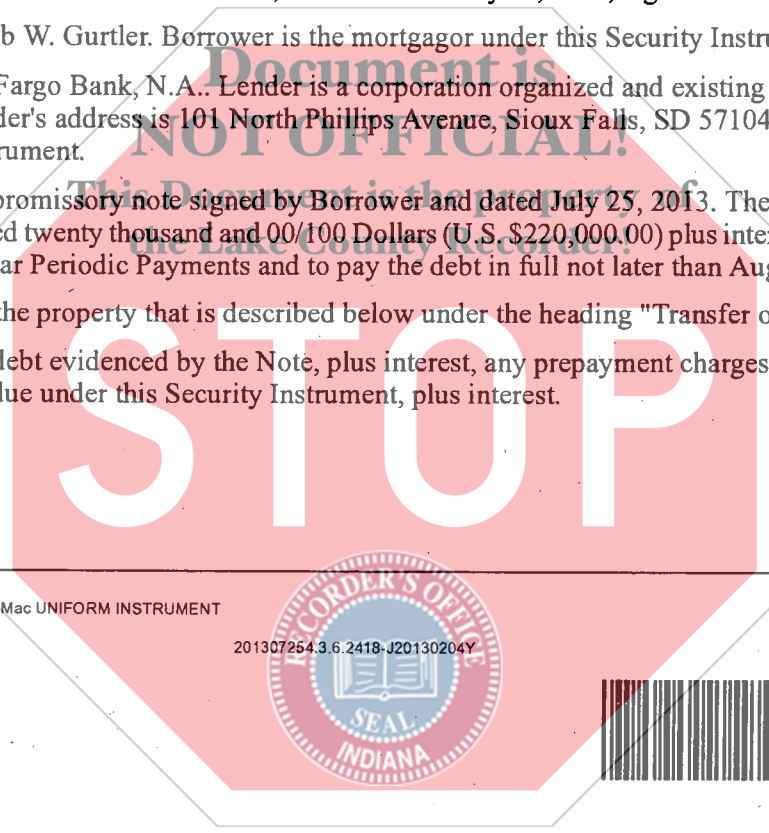 b W. Gurtler. Borrower is the mortgagor under this Security Instru
Document is
Fargo Bank, N.A.. Lender is a corporation organized and existing
der's address is 101 North Phillips Avenue, Sioux Falls, SD 57104
NOT OFFICIAL!
rument.
This Document is the property of
promissory note signed by Borrower and dated July 25, 2013. The
ed twenty thousand and 00/100 Dollars (U.S. $220,000.00) plus inte
the Lake County Recorder!
ar Periodic Payments and to pay the debt in full not later than Aug
the property that is described below under the heading "Transfer o
debt evidenced by the Note, plus interest, any prepayment charges
due under this Security Instrument, plus interest.
STOP
Mac UNIFORM INSTRUMENT
201307254.3.6.2418-J20130204Y
RECORDER'S OFFICE
SEAL
INDIANA